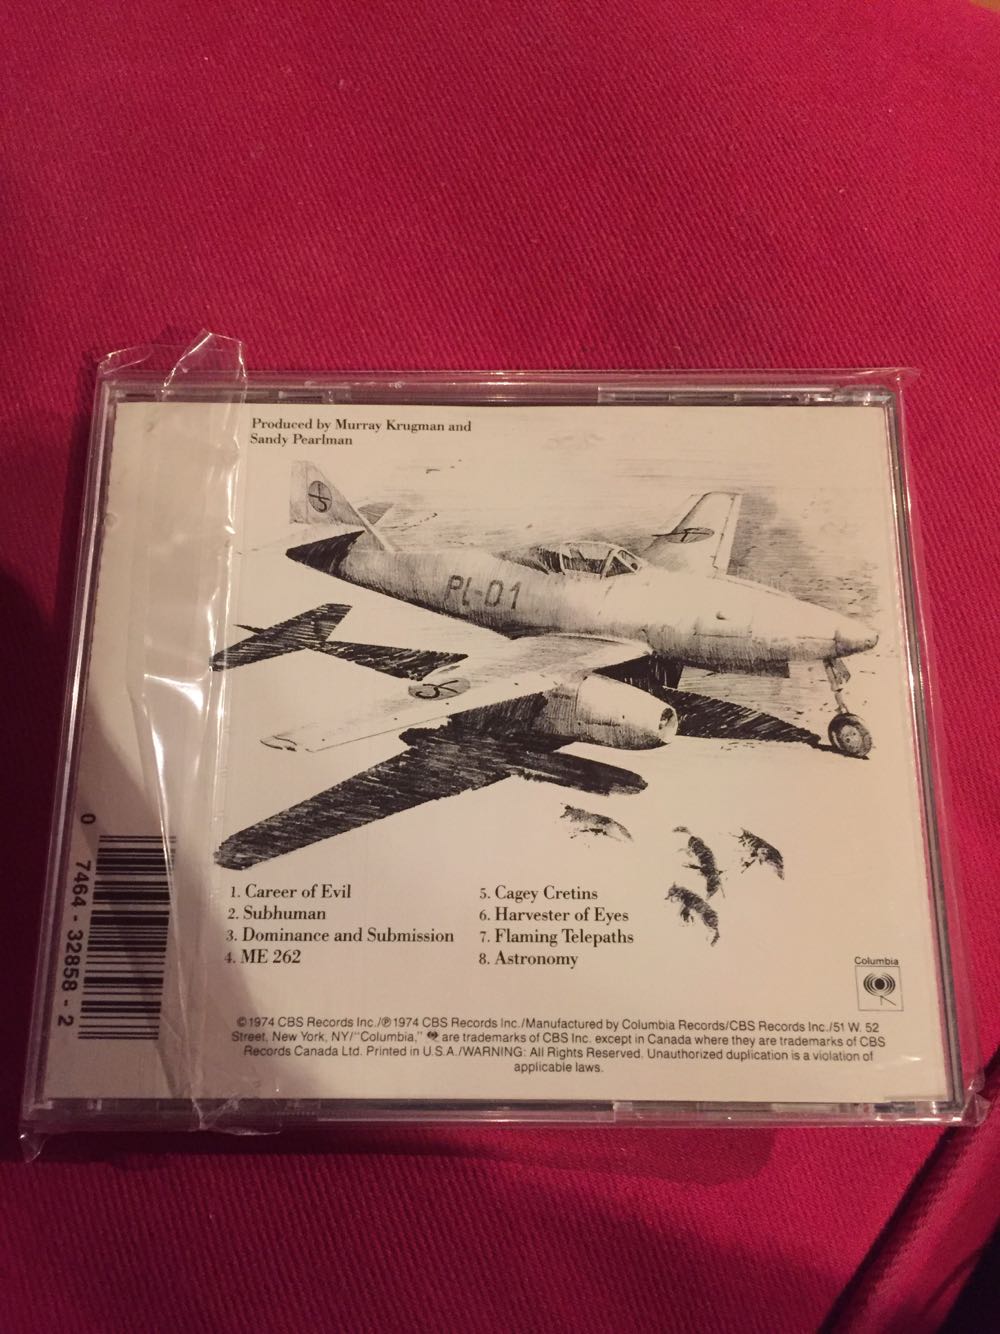 Produced by Murray Krugman and
Sandy Pearlman
PL-01
1. Career of Evil
2. Subhuman
3. Dominance and Submission
4. ME 262
5. Cagey Cretins
6. Harvester of Eyes
7. Flaming Telepaths
8. Astronomy
0 7464-32858-2
Columbia
©1974 CBS Records Inc./℗1974 CBS Records Inc./Manufactured by Columbia Records/CBS Records Inc./51 W. 52
Street, New York, NY/"Columbia," are trademarks of CBS Inc. except in Canada where they are trademarks of CBS
Records Canada Ltd. Printed in U.S.A./WARNING: All Rights Reserved. Unauthorized duplication is a violation of
applicable laws.